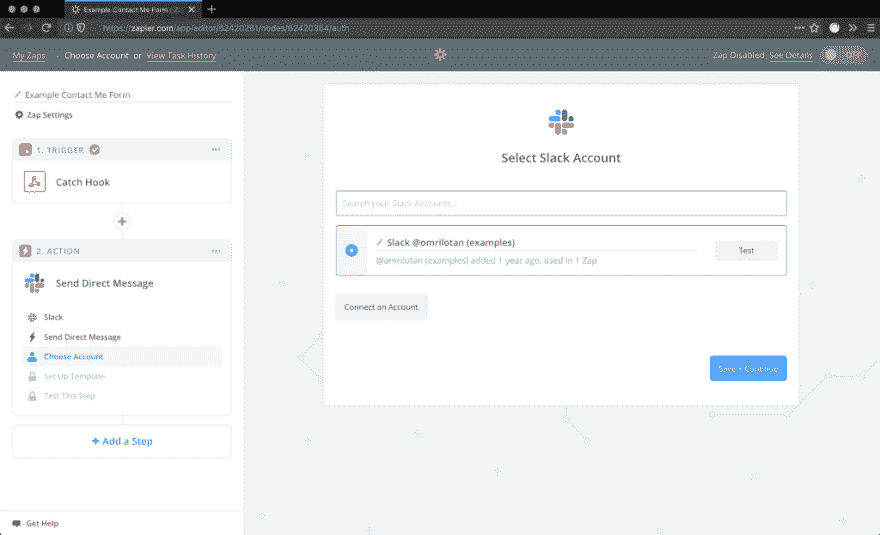 Example Contact Me Form | Z
https://zapier.com/app/editor/62420261/nodes/62420364/auth
My Zaps
Choose Account or View Task History
Zap Disabled. See Details
OFF
Example Contact Me Form
Zap Settings
1. TRIGGER
Catch Hook
2. ACTION
Send Direct Message
Slack
Send Direct Message
Choose Account
Set Up Template
Test This Step
+ Add a Step
Get Help
Select Slack Account
Search your Slack Accounts...
Slack @omrilotan (examples)
@omrilotan (examples) added 1 year ago, used in 1 Zap
Test
Connect an Account
Save + Continue